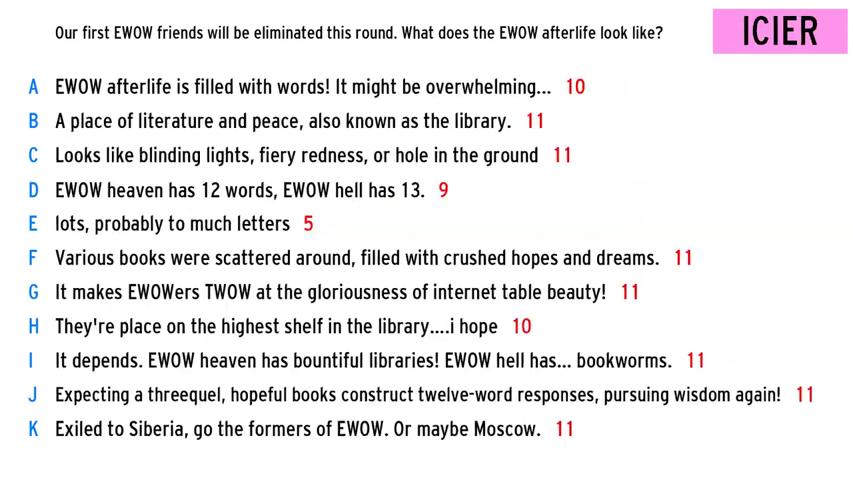 Our first EWOW friends will be eliminated this round. What does the EWOW afterlife look like?
ICIER
A EWOW afterlife is filled with words! It might be overwhelming... 10
B A place of literature and peace, also known as the library. 11
C Looks like blinding lights, fiery redness, or hole in the ground 11
D EWOW heaven has 12 words, EWOW hell has 13. 9
E lots, probably to much letters 5
F Various books were scattered around, filled with crushed hopes and dreams. 11
G It makes EWOWers TWOW at the gloriousness of internet table beauty! 11
H They're place on the highest shelf in the library....i hope 10
I It depends. EWOW heaven has bountiful libraries! EWOW hell has... bookworms. 11
J Expecting a threequel, hopeful books construct twelve-word responses, pursuing wisdom again! 11
K Exiled to Siberia, go the formers of EWOW. Or maybe Moscow. 11